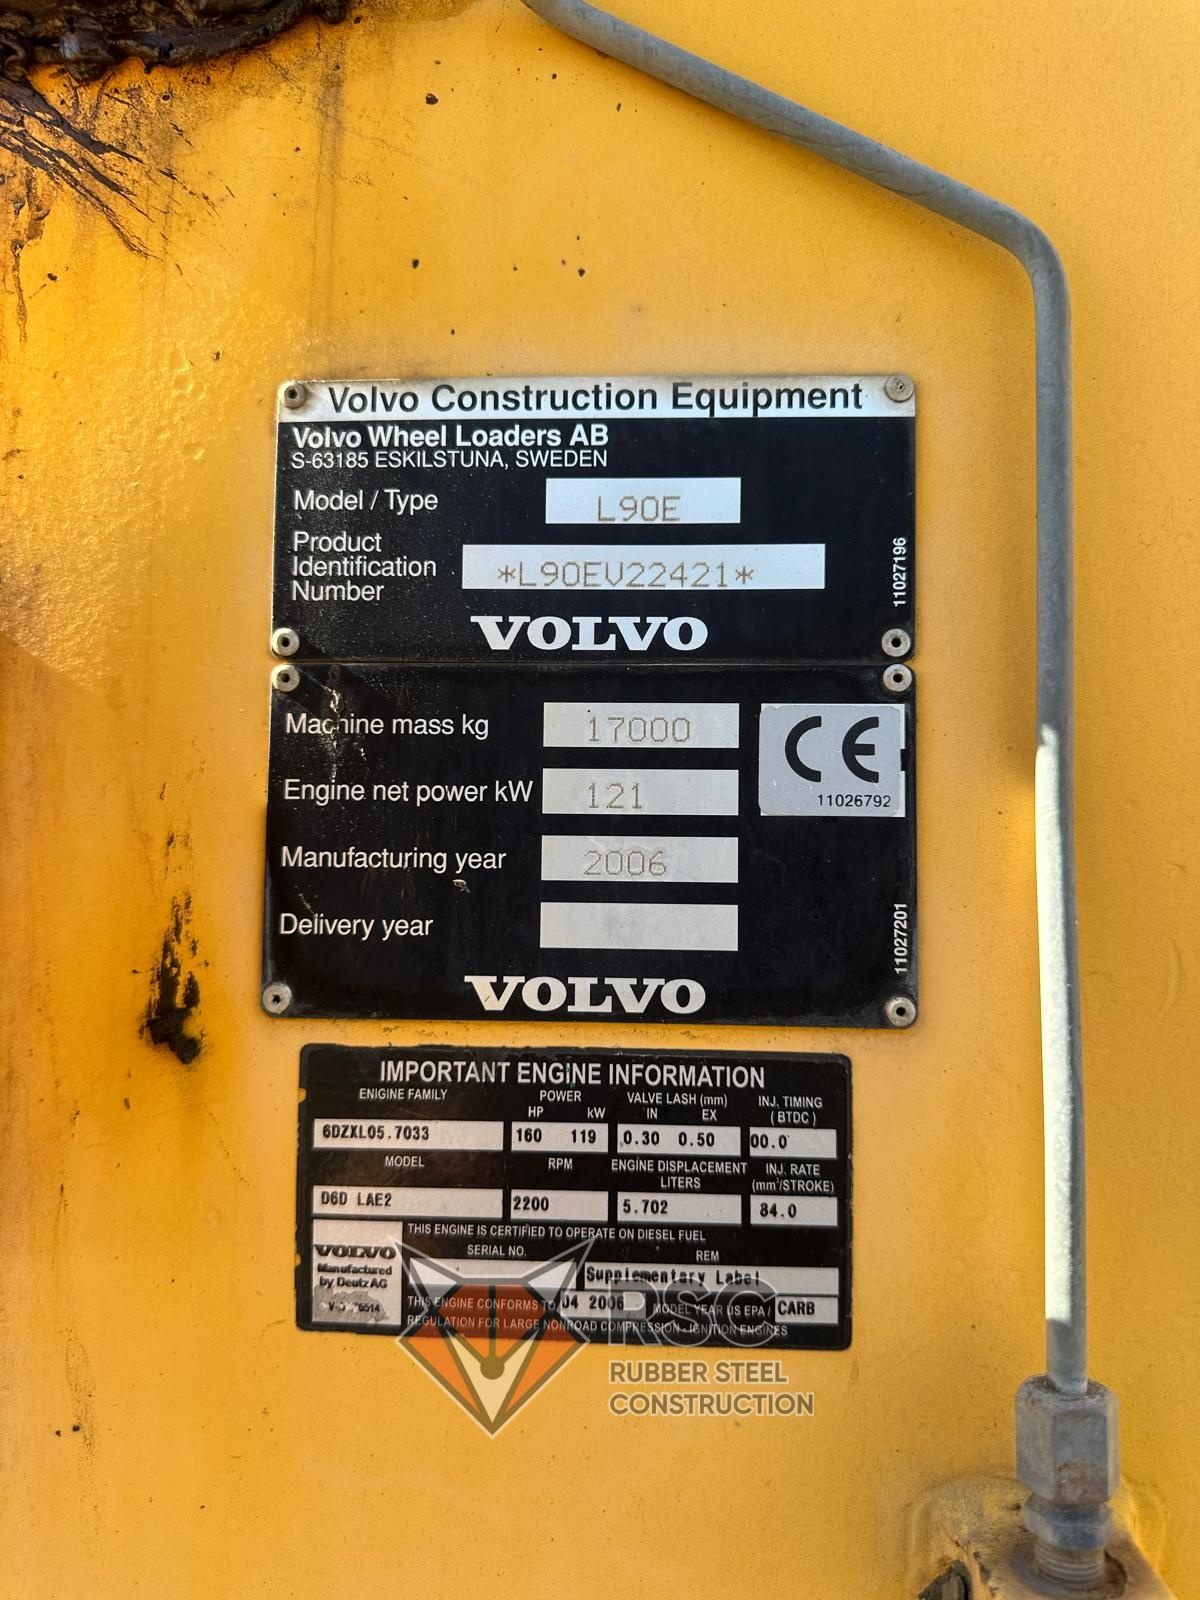 Volvo Construction Equipment
Volvo Wheel Loaders AB
S-63185 ESKILSTUNA, SWEDEN
Model / Type L90E
Product
Identification
Number *L90EV22421*
11027196
VOLVO
Machine mass kg 17000
CE
11026792
Engine net power kW 121
Manufacturing year 2006
Delivery year
11027201
VOLVO
IMPORTANT ENGINE INFORMATION
ENIGINE FAMILY POWER VALVE LASH (mm) INJ. TIMING
HP kW IN EX (BTDC)
6DZXL05.7033 160 119 0.30 0.50 00.0
MODEL RPM ENGINE DISPLACEMENT INJ. RATE
LITERS (mm³/STROKE)
D6D LAE2 2200 5.702 84.0
THIS ENGINE IS CERTIFIED TO OPERATE ON DIESEL FUEL
VOLVO SERIAL NO. REM
Manufactured Supplementary Label
by Deutz AG
THIS ENGINE CONFORMS TO 04 2006 MODEL YEAR US EPA / CARB
REGULATION FOR LARGE NONROAD COMPRESSION-IGNITION ENGINES
RSC
RUBBER STEEL
CONSTRUCTION